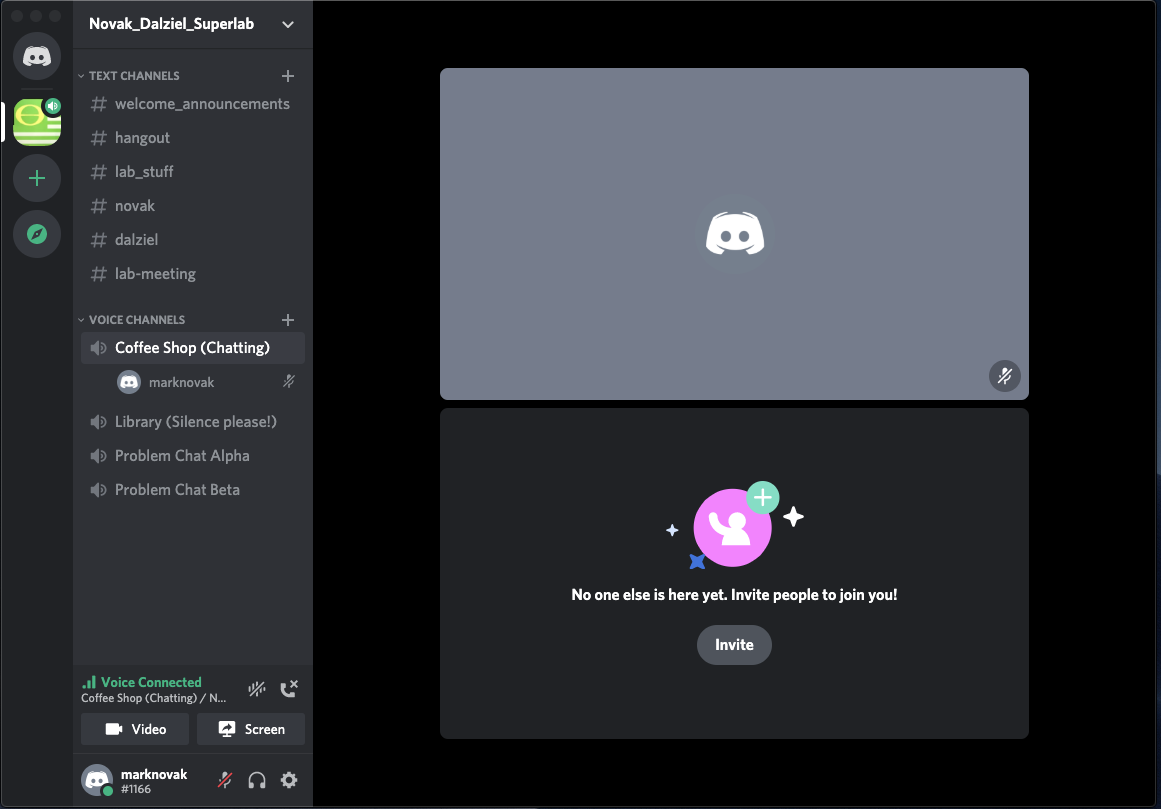 Novak_Dalziel_Superlab
TEXT CHANNELS
welcome_announcements
hangout
lab_stuff
novak
dalziel
lab-meeting
VOICE CHANNELS
Coffee Shop (Chatting)
marknovak
Library (Silence please!)
Problem Chat Alpha
Problem Chat Beta
Voice Connected
Coffee Shop (Chatting) / N...
Video
Screen
marknovak
#1166
No one else is here yet. Invite people to join you!
Invite